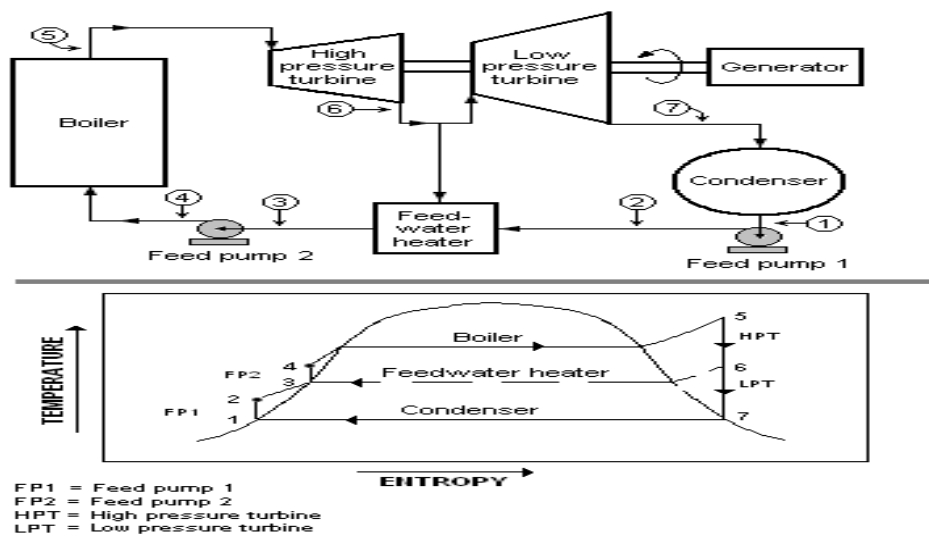 5
High
pressure
turbine
Low
pressure
turbine
Generator
6
7
Boiler
Condenser
4
3
Feed-
water
heater
2
1
Feed pump 2
Feed pump 1
TEMPERATURE
5
Boiler
HPT
4
6
FP2
3
Feedwater heater
LPT
2
FP1
1
Condenser
7
ENTROPY
FP1 = Feed pump 1
FP2 = Feed pump 2
HPT = High pressure turbine
LPT = Low pressure turbine